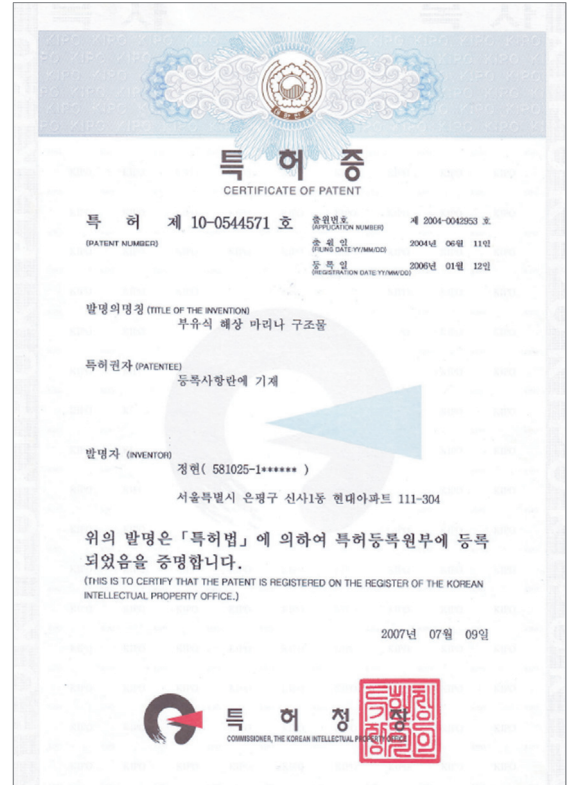 대한민국
특 허 증
CERTIFICATE OF PATENT
특 허 제 10-0544571 호
(PATENT NUMBER)
출원번호 제 2004-0042953 호
(APPLICATION NUMBER)
출 원 일 2004년 06월 11일
(FILING DATE:YY/MM/DD)
등 록 일 2006년 01월 12일
(REGISTRATION DATE:YY/MM/DD)
발명의명칭 (TITLE OF THE INVENTION)
부유식 해상 마리나 구조물
특허권자 (PATENTEE)
등록사항란에 기재
발명자 (INVENTOR)
정현( 581025-1****** )
서울특별시 은평구 신사1동 현대아파트 111-304
위의 발명은 「특허법」에 의하여 특허등록원부에 등록
되었음을 증명합니다.
(THIS IS TO CERTIFY THAT THE PATENT IS REGISTERED ON THE REGISTER OF THE KOREAN
INTELLECTUAL PROPERTY OFFICE.)
2007년 07월 09일
특 허 청 장
COMMISSIONER, THE KOREAN INTELLECTUAL PROPERTY OFFICE